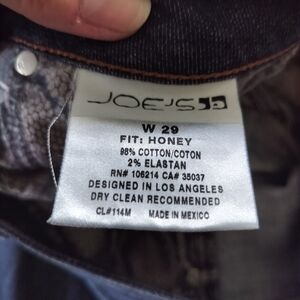 JOE'S
W 29
FIT: HONEY
98% COTTON/COTON
2% ELASTAN
RN# 106214 CA# 35037
DESIGNED IN LOS ANGELES
DRY CLEAN RECOMMENDED
CL#114M MADE IN MEXICO